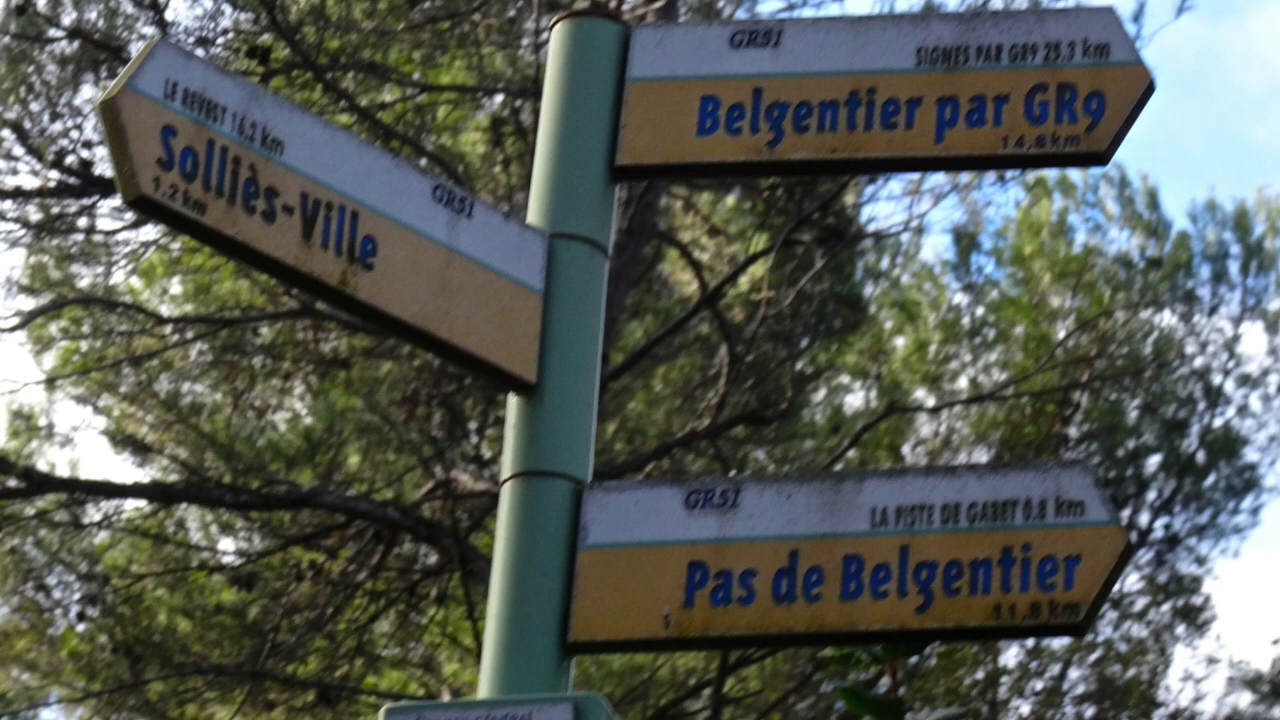 GR51
SIGNES PAR GR9 25.3 km
Belgentier par GR9
14,8 km
LE REVEST 16.2 km
GR51
Solliès-Ville
1.2 km
GR51
LA PISTE DE GABET 0.8 km
Pas de Belgentier
11,8 km